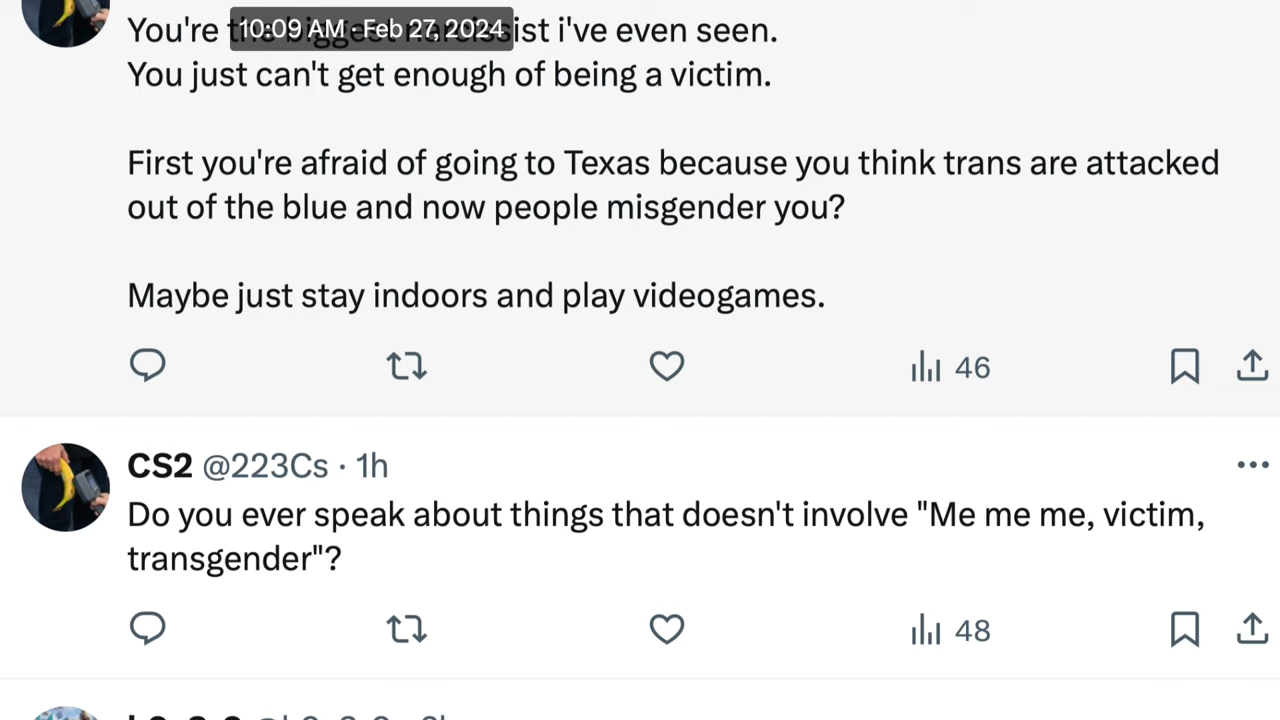 You're the biggest narcissist i've even seen.
10:09 AM · Feb 27, 2024
You just can't get enough of being a victim.
First you're afraid of going to Texas because you think trans are attacked
out of the blue and now people misgender you?
Maybe just stay indoors and play videogames.
46
CS2 @223Cs · 1h
Do you ever speak about things that doesn't involve "Me me me, victim,
transgender"?
48